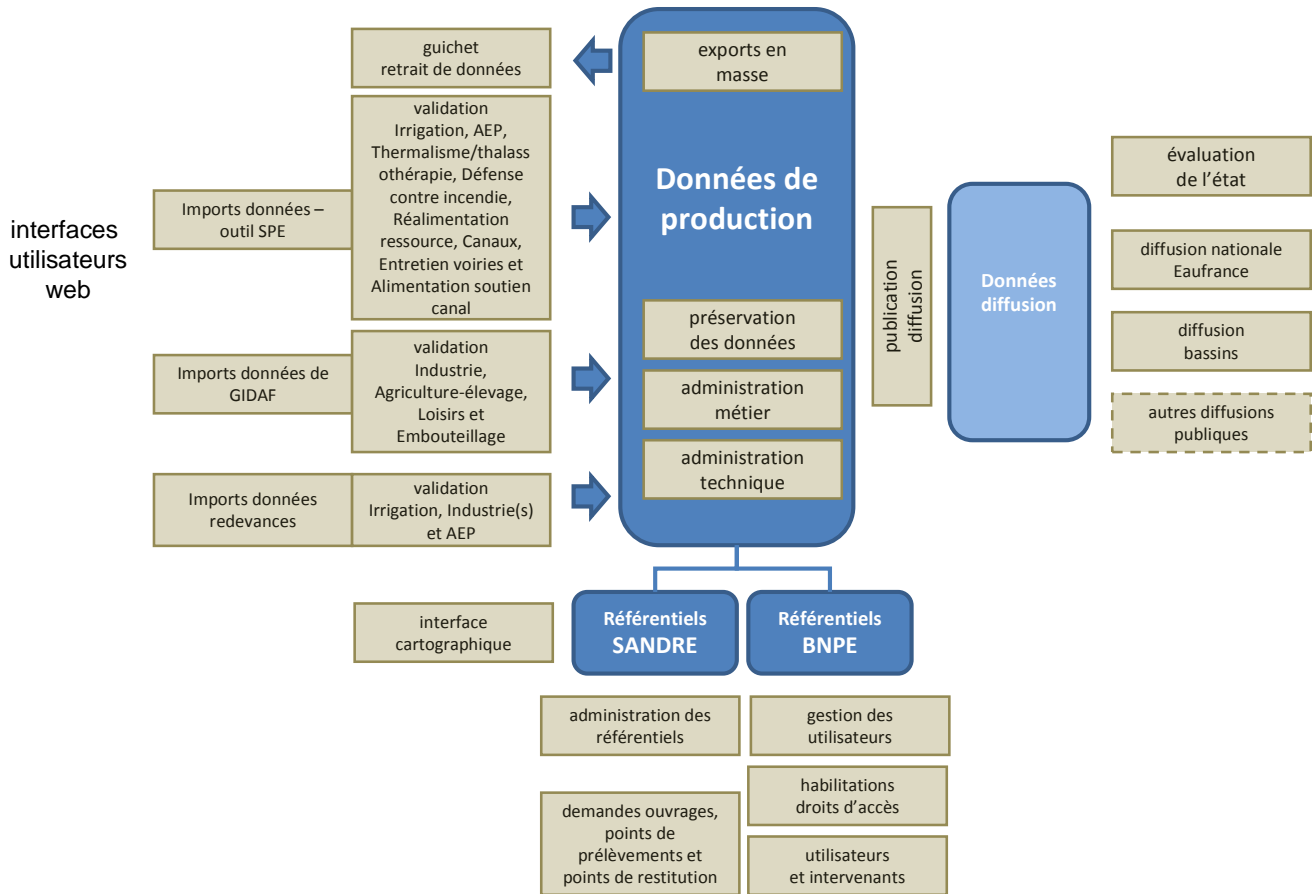 guichet
retrait de données
exports en
masse
validation
Irrigation, AEP,
Thermalisme/thalass
othérapie, Défense
contre incendie,
Réalimentation
ressource, Canaux,
Entretien voiries et
Alimentation soutien
canal
Imports données –
outil SPE
interfaces
utilisateurs
web
Données de
production
évaluation
de l'état
publication
diffusion
Données
diffusion
diffusion nationale
Eaufrance
diffusion
bassins
autres diffusions
publiques
préservation
des données
administration
métier
administration
technique
Imports données de
GIDAF
validation
Industrie,
Agriculture-élevage,
Loisirs et
Embouteillage
Imports données
redevances
validation
Irrigation, Industrie(s)
et AEP
interface
cartographique
Référentiels
SANDRE
Référentiels
BNPE
administration des
référentiels
gestion des
utilisateurs
demandes ouvrages,
points de
prélèvements et
points de restitution
habilitations
droits d'accès
utilisateurs
et intervenants